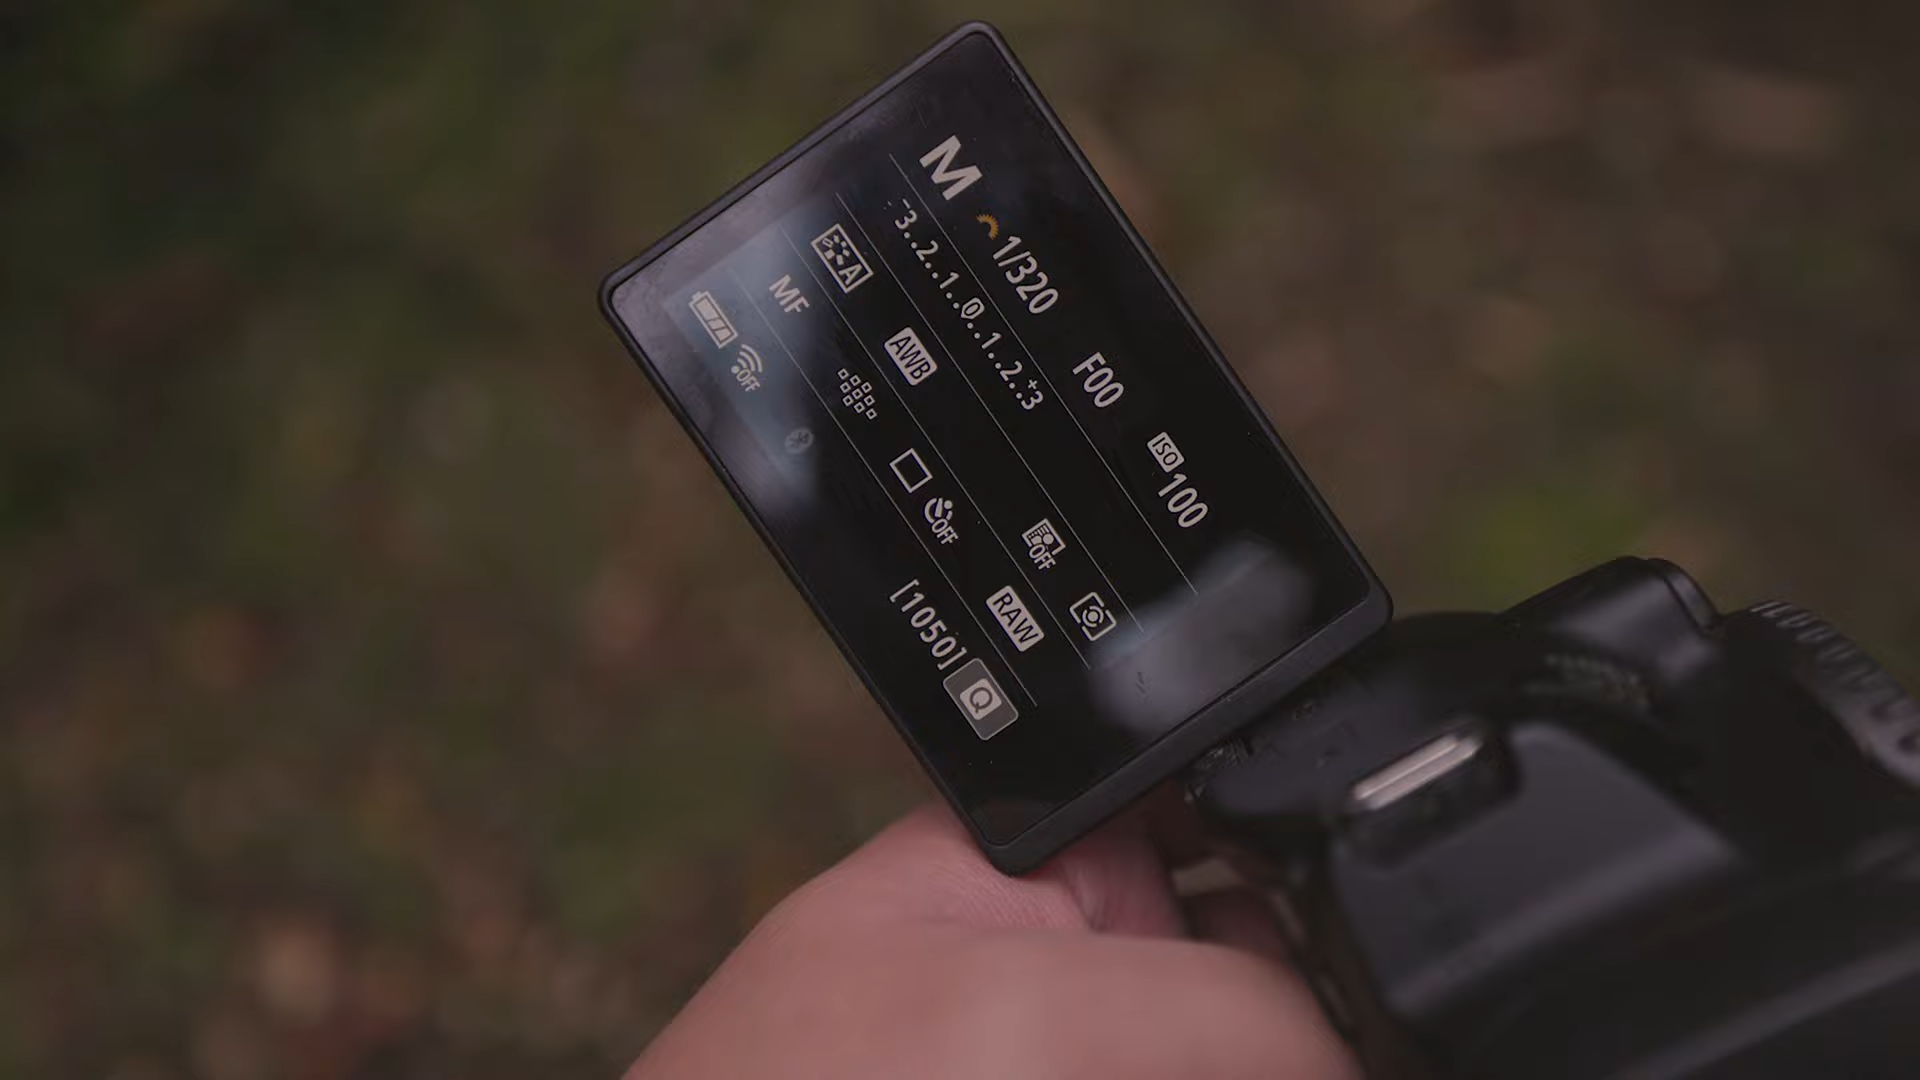 M 1/320 F00 ISO 100
-3..2..1..0..1..2..+3
A AWB OFF
MF OFF RAW
OFF [1050] Q